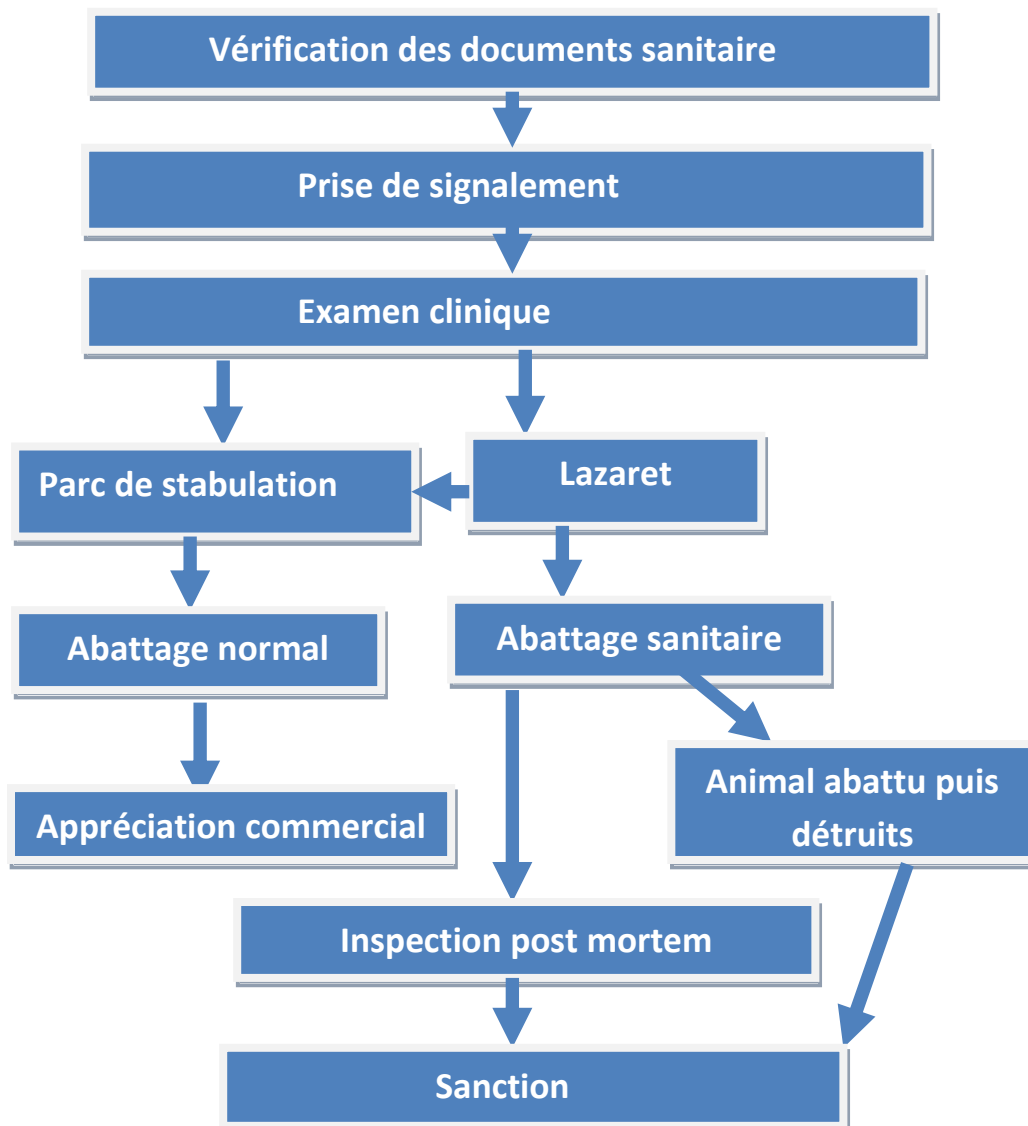 Vérification des documents sanitaire
Prise de signalement
Examen clinique
Parc de stabulation
Lazaret
Abattage normal
Abattage sanitaire
Animal abattu puis
détruits
Appréciation commercial
Inspection post mortem
Sanction